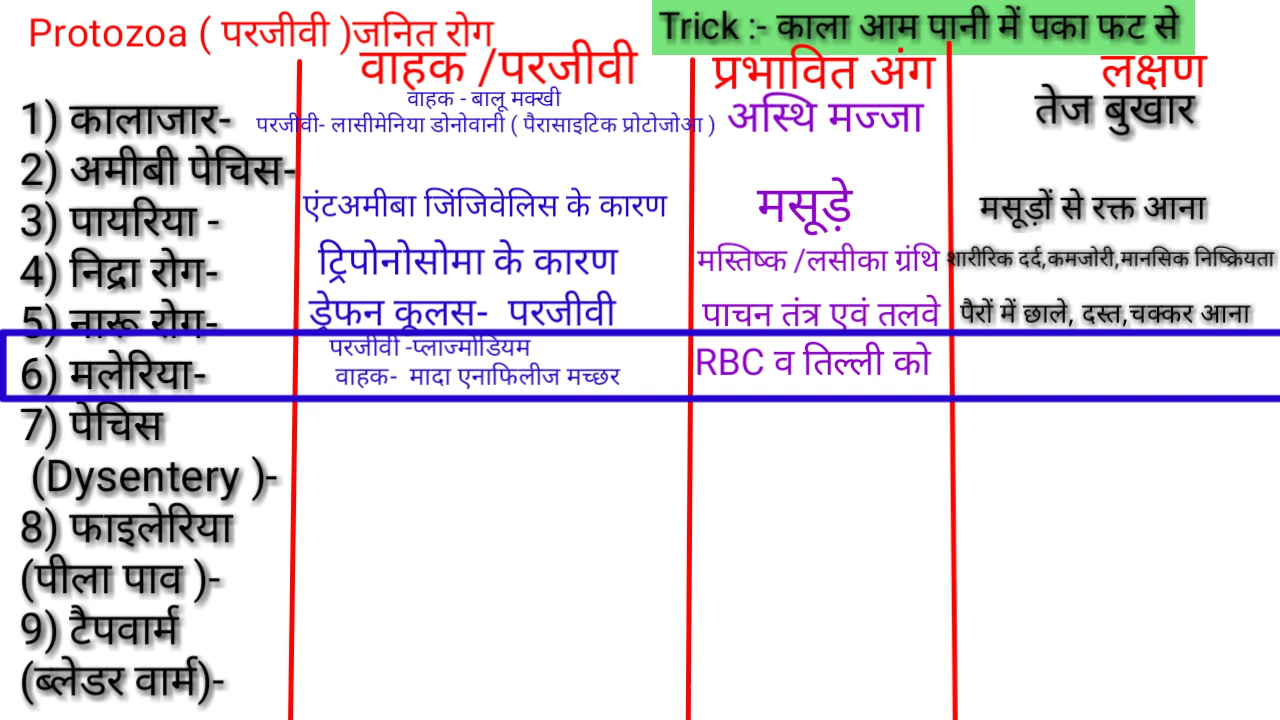 Protozoa ( परजीवी )जनित रोग
Trick :- काला आम पानी में पका फट से
वाहक /परजीवी
प्रभावित अंग
लक्षण
1) कालाजार-
वाहक - बालू मक्खी
परजीवी- लासीमेनिया डोनोवानी ( पैरासाइटिक प्रोटोजोआ )
अस्थि मज्जा
तेज बुखार
2) अमीबी पेचिस-
3) पायरिया -
एंटअमीबा जिंजिवेलिस के कारण
मसूड़े
मसूड़ों से रक्त आना
4) निद्रा रोग-
ट्रिपोनोसोमा के कारण
मस्तिष्क /लसीका ग्रंथि
शारीरिक दर्द,कमजोरी,मानसिक निष्क्रियता
5) नारू रोग-
ड्रेफन कूलस- परजीवी
पाचन तंत्र एवं तलवे
पैरों में छाले, दस्त,चक्कर आना
6) मलेरिया-
परजीवी -प्लाज्मोडियम
वाहक- मादा एनाफिलीज मच्छर
RBC व तिल्ली को
7) पेचिस
(Dysentery )-
8) फाइलेरिया
(पीला पाव )-
9) टैपवार्म
(ब्लेडर वार्म)-